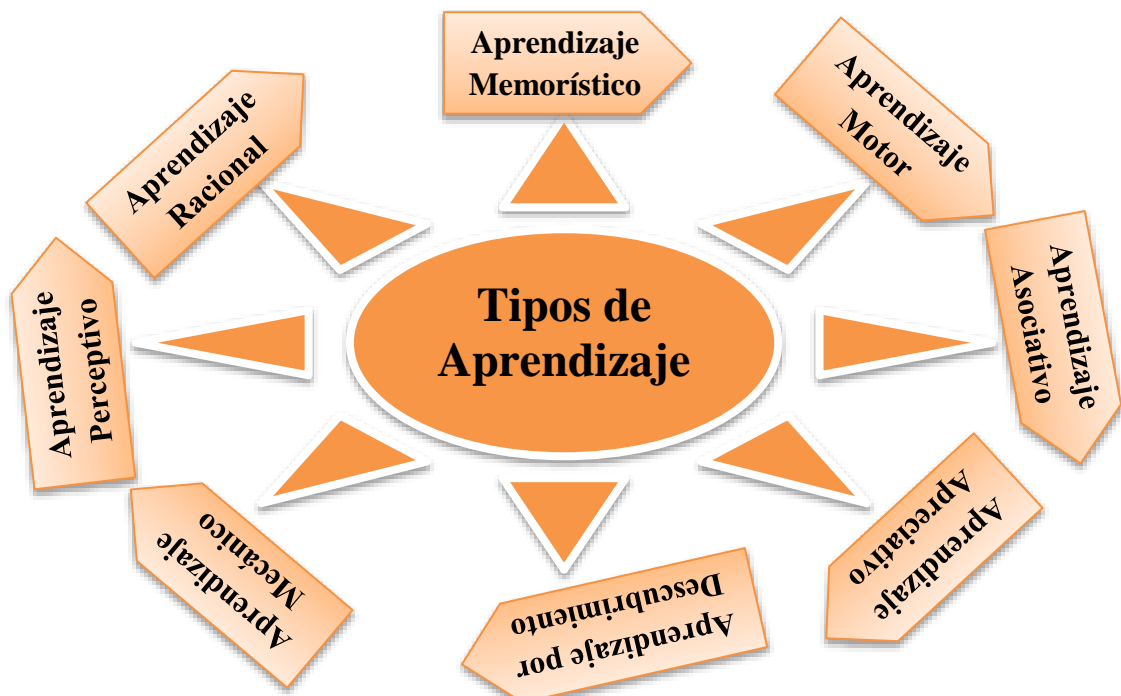 Aprendizaje
Memorístico
Aprendizaje
Motor
Aprendizaje
Asociativo
Aprendizaje
Apreciativo
Aprendizaje por
Descubrimiento
Aprendizaje
Mecánico
Aprendizaje
Perceptivo
Aprendizaje
Racional
Tipos de
Aprendizaje